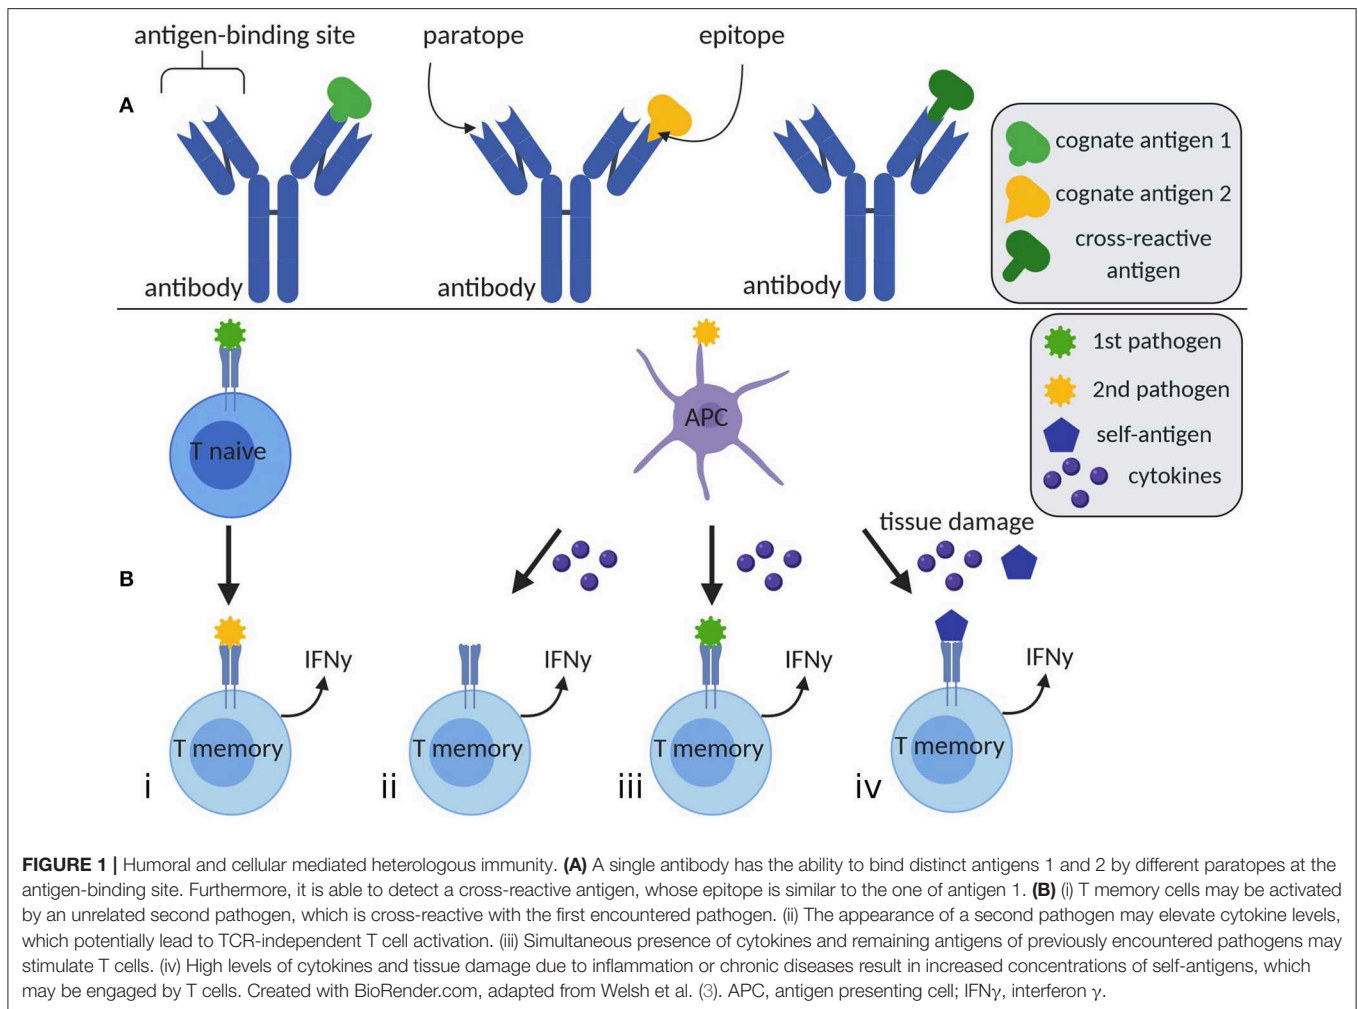 antigen-binding site
paratope
epitope
A
cognate antigen 1
cognate antigen 2
cross-reactive
antigen
antibody
antibody
antibody
1st pathogen
2nd pathogen
self-antigen
cytokines
T naive
APC
tissue damage
B
IFNy
IFNy
IFNy
IFNy
T memory
T memory
T memory
T memory
i
ii
iii
iv
FIGURE 1 | Humoral and cellular mediated heterologous immunity. (A) A single antibody has the ability to bind distinct antigens 1 and 2 by different paratopes at the
antigen-binding site. Furthermore, it is able to detect a cross-reactive antigen, whose epitope is similar to the one of antigen 1. (B) (i) T memory cells may be activated
by an unrelated second pathogen, which is cross-reactive with the first encountered pathogen. (ii) The appearance of a second pathogen may elevate cytokine levels,
which potentially lead to TCR-independent T cell activation. (iii) Simultaneous presence of cytokines and remaining antigens of previously encountered pathogens may
stimulate T cells. (iv) High levels of cytokines and tissue damage due to inflammation or chronic diseases result in increased concentrations of self-antigens, which
may be engaged by T cells. Created with BioRender.com, adapted from Welsh et al. (3). APC, antigen presenting cell; IFNγ, interferon γ.